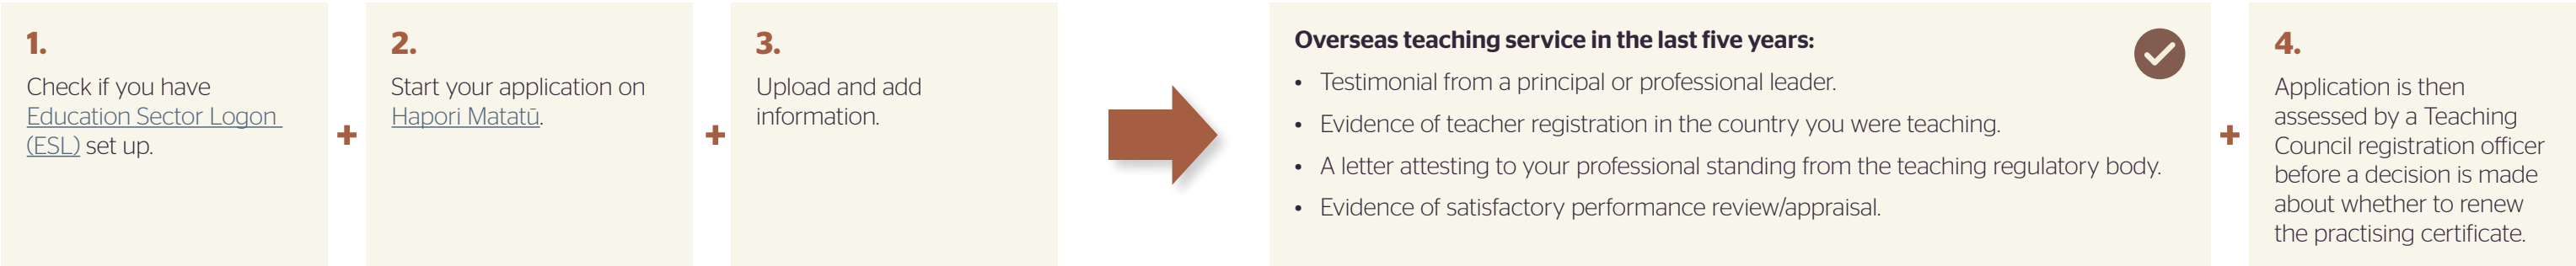 1.
Check if you have
Education Sector Logon
(ESL) set up.
+
2.
Start your application on
Hapori Matatū.
+
3.
Upload and add
information.
Overseas teaching service in the last five years:
• Testimonial from a principal or professional leader.
• Evidence of teacher registration in the country you were teaching.
• A letter attesting to your professional standing from the teaching regulatory body.
• Evidence of satisfactory performance review/appraisal.
+
4.
Application is then
assessed by a Teaching
Council registration officer
before a decision is made
about whether to renew
the practising certificate.